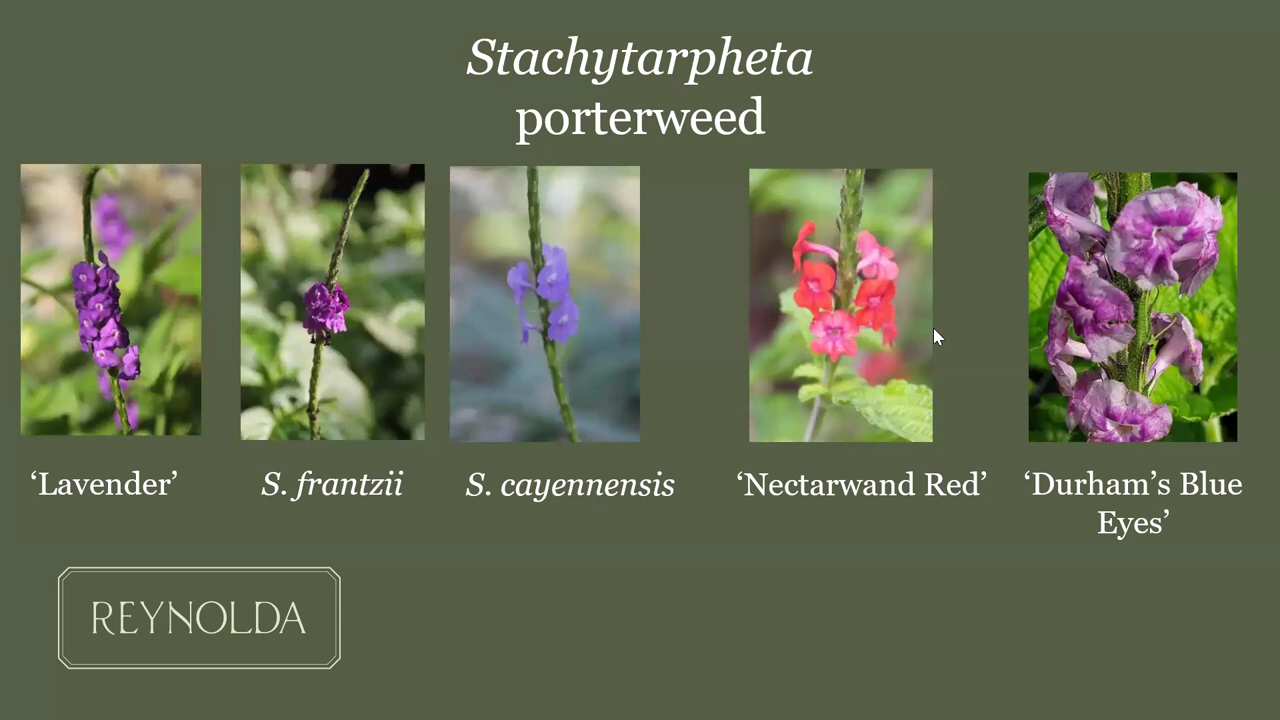 Stachytarpheta
porterweed
‘Lavender’
S. frantzii
S. cayennensis
‘Nectarwand Red’
‘Durham’s Blue
Eyes’
REYNOLDA